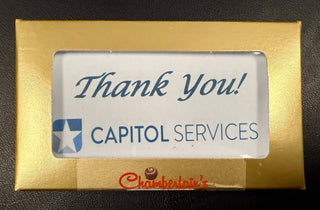 Thank You!
CAPITOL SERVICES
Chamberlain's